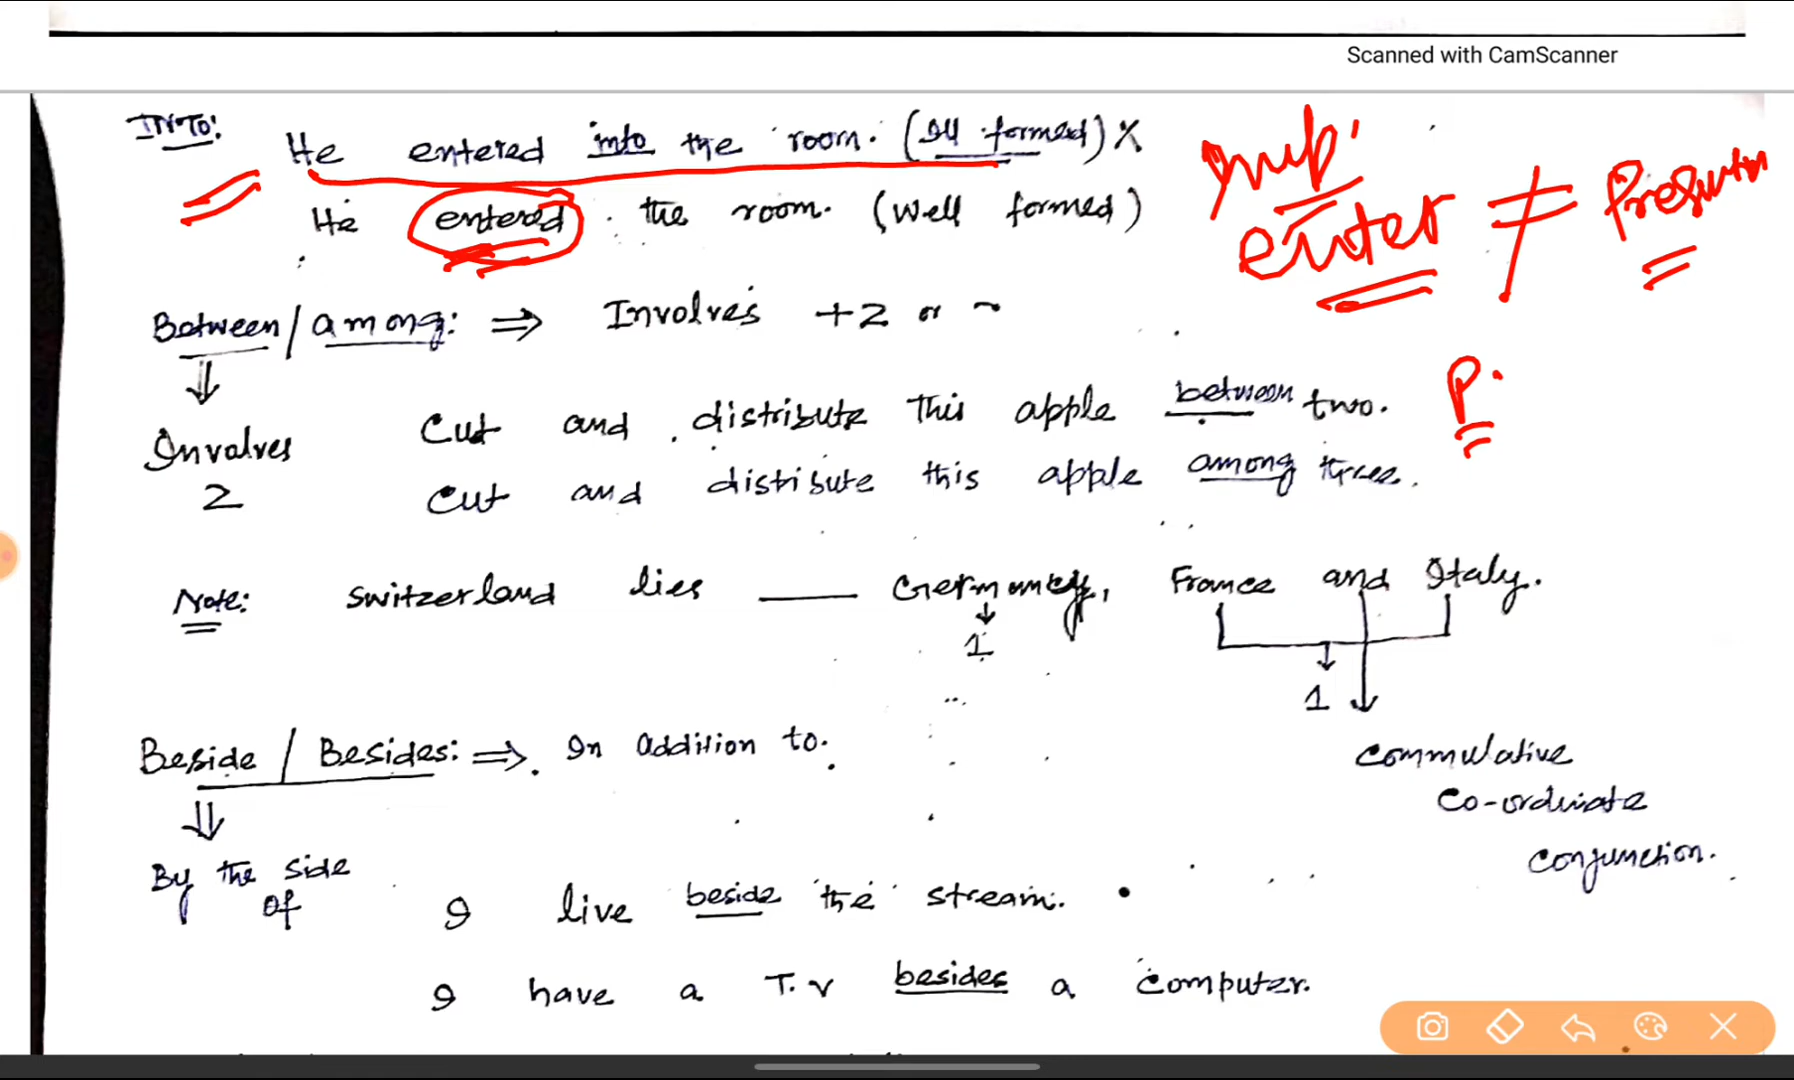 Scanned with CamScanner
INTO: He entered into the room. (Ill formed) X
He entered the room. (Well formed)
Imp.
enter ≠
Between / among: ⇒ Involves +2 or ~
Involves 2
Cut and distribute This apple between two.
P.
Cut and distribute this apple among three.
Note: Switzerland lies ____ Germany, France and Italy.
1
1
Commulative
Co-ordinate
Conjunction.
Beside / Besides: ⇒ In addition to.
By the side of
I live beside the stream.
I have a T.V besides a computer.